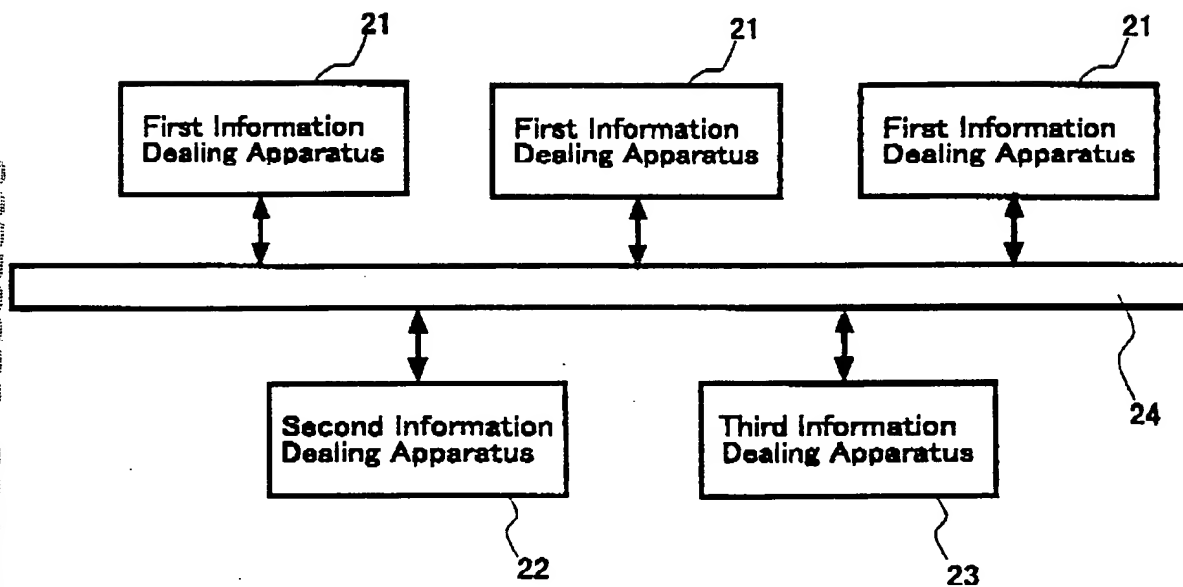 21
21
21
First Information
Dealing Apparatus
First Information
Dealing Apparatus
First Information
Dealing Apparatus
24
Second Information
Dealing Apparatus
Third Information
Dealing Apparatus
22
23